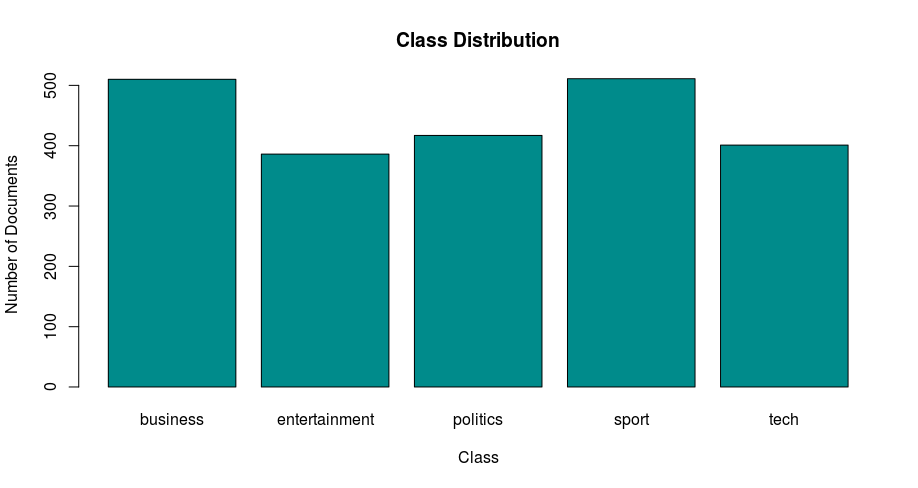 Class Distribution
Number of Documents
500
400
300
200
100
0
business entertainment politics sport tech
Class